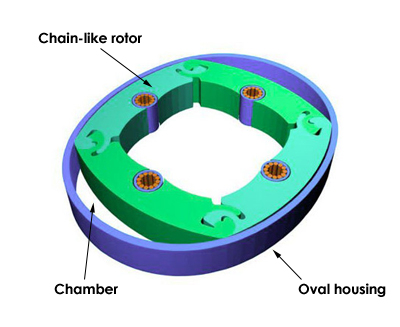 Chain-like rotor
Chamber
Oval housing